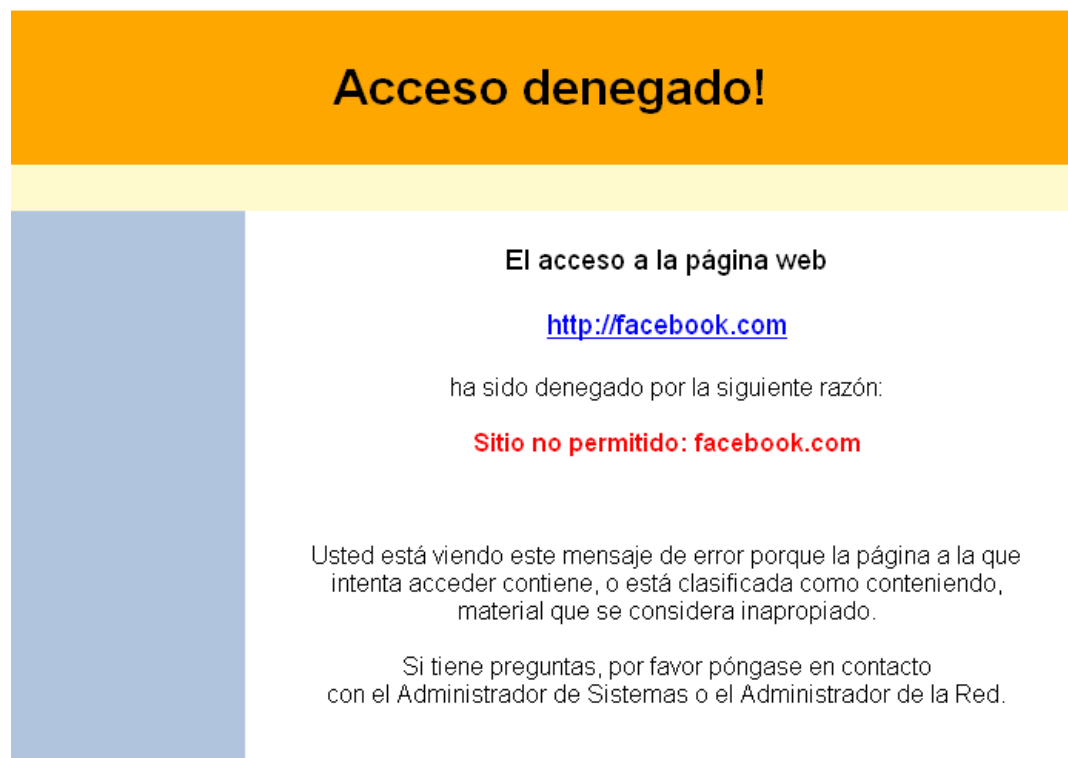 Acceso denegado!
El acceso a la página web
http://facebook.com
ha sido denegado por la siguiente razón:
Sitio no permitido: facebook.com
Usted está viendo este mensaje de error porque la página a la que
intenta acceder contiene, o está clasificada como conteniendo,
material que se considera inapropiado.
Si tiene preguntas, por favor póngase en contacto
con el Administrador de Sistemas o el Administrador de la Red.